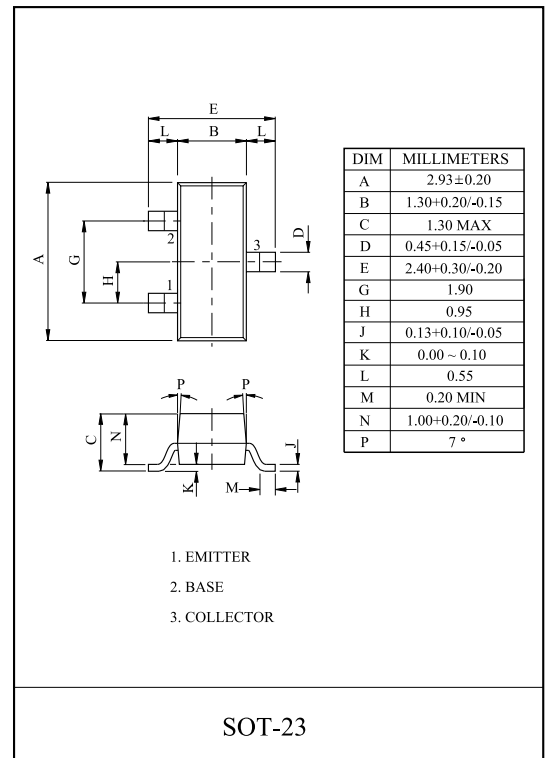 E
L B L
A
G
H
D
2
3
1
DIM MILLIMETERS
A 2.93±0.20
B 1.30+0.20/-0.15
C 1.30 MAX
D 0.45+0.15/-0.05
E 2.40+0.30/-0.20
G 1.90
H 0.95
J 0.13+0.10/-0.05
K 0.00 ~ 0.10
L 0.55
M 0.20 MIN
N 1.00+0.20/-0.10
P 7 °
P P
C
N
K
M
J
1. EMITTER
2. BASE
3. COLLECTOR
SOT-23